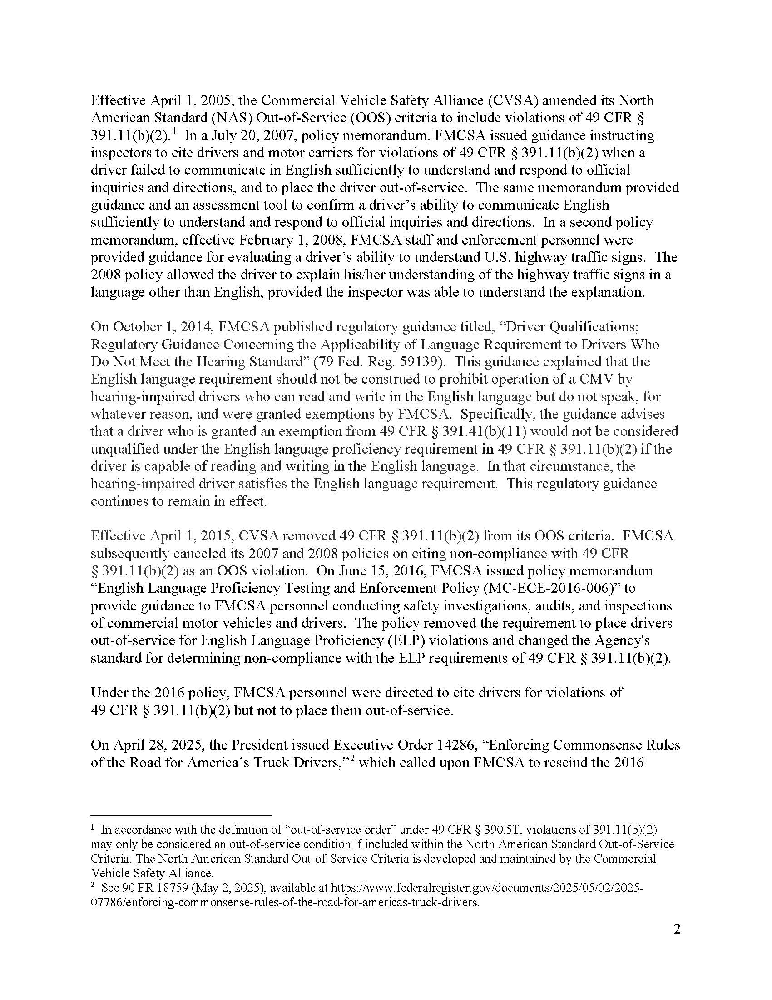 Effective April 1, 2005, the Commercial Vehicle Safety Alliance (CVSA) amended its North
American Standard (NAS) Out-of-Service (OOS) criteria to include violations of 49 CFR §
391.11(b)(2).¹  In a July 20, 2007, policy memorandum, FMCSA issued guidance instructing
inspectors to cite drivers and motor carriers for violations of 49 CFR § 391.11(b)(2) when a
driver failed to communicate in English sufficiently to understand and respond to official
inquiries and directions, and to place the driver out-of-service.  The same memorandum provided
guidance and an assessment tool to confirm a driver’s ability to communicate English
sufficiently to understand and respond to official inquiries and directions.  In a second policy
memorandum, effective February 1, 2008, FMCSA staff and enforcement personnel were
provided guidance for evaluating a driver’s ability to understand U.S. highway traffic signs.  The
2008 policy allowed the driver to explain his/her understanding of the highway traffic signs in a
language other than English, provided the inspector was able to understand the explanation.
On October 1, 2014, FMCSA published regulatory guidance titled, “Driver Qualifications;
Regulatory Guidance Concerning the Applicability of Language Requirement to Drivers Who
Do Not Meet the Hearing Standard” (79 Fed. Reg. 59139).  This guidance explained that the
English language requirement should not be construed to prohibit operation of a CMV by
hearing-impaired drivers who can read and write in the English language but do not speak, for
whatever reason, and were granted exemptions by FMCSA.  Specifically, the guidance advises
that a driver who is granted an exemption from 49 CFR § 391.41(b)(11) would not be considered
unqualified under the English language proficiency requirement in 49 CFR § 391.11(b)(2) if the
driver is capable of reading and writing in the English language.  In that circumstance, the
hearing-impaired driver satisfies the English language requirement.  This regulatory guidance
continues to remain in effect.
Effective April 1, 2015, CVSA removed 49 CFR § 391.11(b)(2) from its OOS criteria.  FMCSA
subsequently canceled its 2007 and 2008 policies on citing non-compliance with 49 CFR
§ 391.11(b)(2) as an OOS violation.  On June 15, 2016, FMCSA issued policy memorandum
“English Language Proficiency Testing and Enforcement Policy (MC-ECE-2016-006)” to
provide guidance to FMCSA personnel conducting safety investigations, audits, and inspections
of commercial motor vehicles and drivers.  The policy removed the requirement to place drivers
out-of-service for English Language Proficiency (ELP) violations and changed the Agency's
standard for determining non-compliance with the ELP requirements of 49 CFR § 391.11(b)(2).
Under the 2016 policy, FMCSA personnel were directed to cite drivers for violations of
49 CFR § 391.11(b)(2) but not to place them out-of-service.
On April 28, 2025, the President issued Executive Order 14286, “Enforcing Commonsense Rules
of the Road for America’s Truck Drivers,”² which called upon FMCSA to rescind the 2016
¹  In accordance with the definition of “out-of-service order” under 49 CFR § 390.5T, violations of 391.11(b)(2)
may only be considered an out-of-service condition if included within the North American Standard Out-of-Service
Criteria. The North American Standard Out-of-Service Criteria is developed and maintained by the Commercial
Vehicle Safety Alliance.
²  See 90 FR 18759 (May 2, 2025), available at https://www.federalregister.gov/documents/2025/05/02/2025-
07786/enforcing-commonsense-rules-of-the-road-for-americas-truck-drivers.
2